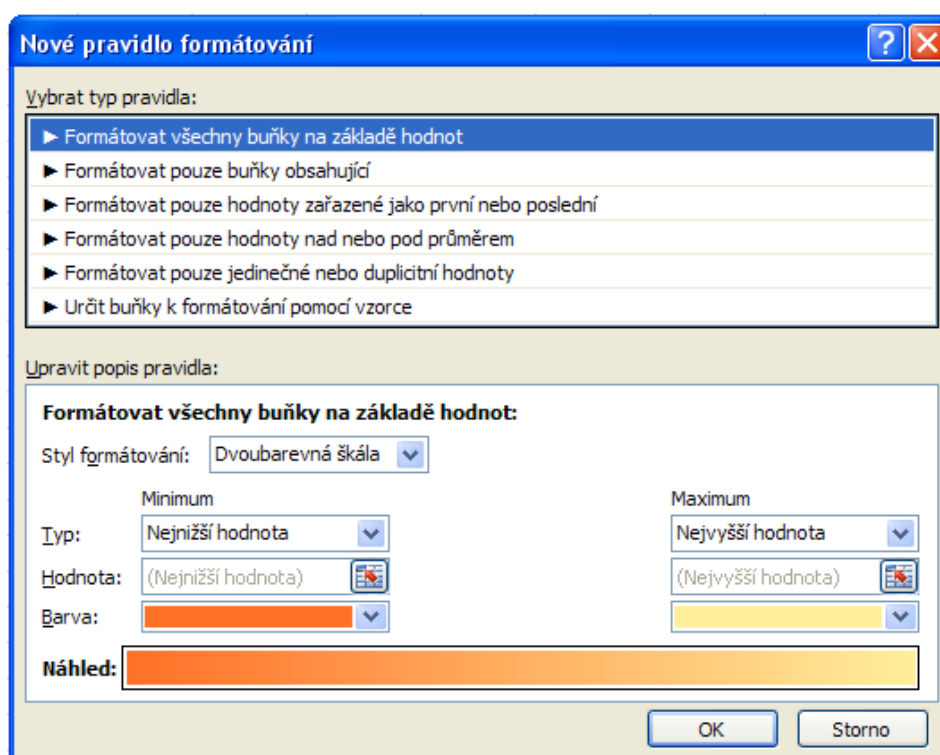 Nové pravidlo formátování
Vybrat typ pravidla:
► Formátovat všechny buňky na základě hodnot
► Formátovat pouze buňky obsahující
► Formátovat pouze hodnoty zařazené jako první nebo poslední
► Formátovat pouze hodnoty nad nebo pod průměrem
► Formátovat pouze jedinečné nebo duplicitní hodnoty
► Určit buňky k formátování pomocí vzorce
Upravit popis pravidla:
Formátovat všechny buňky na základě hodnot:
Styl formátování: Dvoubarevná škála
Minimum Maximum
Typ: Nejnižší hodnota Nejvyšší hodnota
Hodnota: (Nejnižší hodnota) (Nejvyšší hodnota)
Barva:
Náhled:
OK Storno